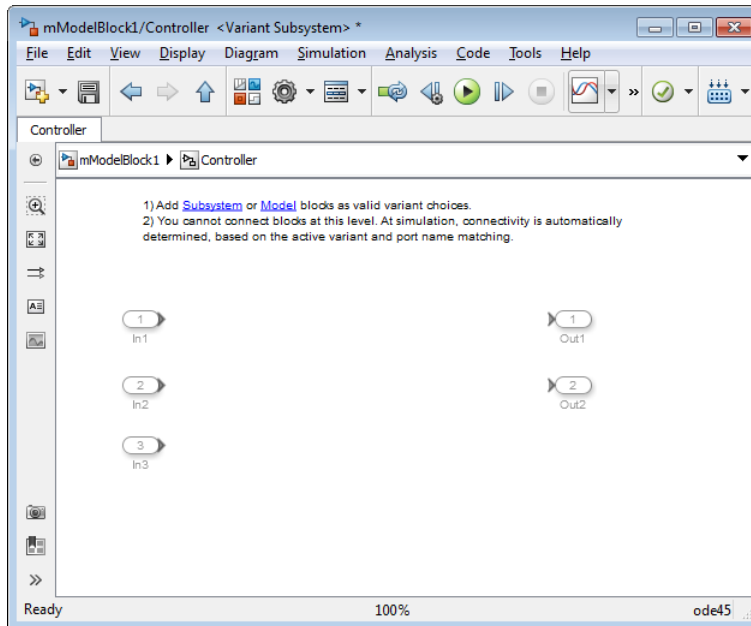 mModelBlock1/Controller <Variant Subsystem> *
File Edit View Display Diagram Simulation Analysis Code Tools Help
»
Controller
mModelBlock1 ▶ Controller
1) Add Subsystem or Model blocks as valid variant choices.
2) You cannot connect blocks at this level. At simulation, connectivity is automatically
determined, based on the active variant and port name matching.
1 1
In1 Out1
2 2
In2 Out2
3
In3
»
Ready 100% ode45